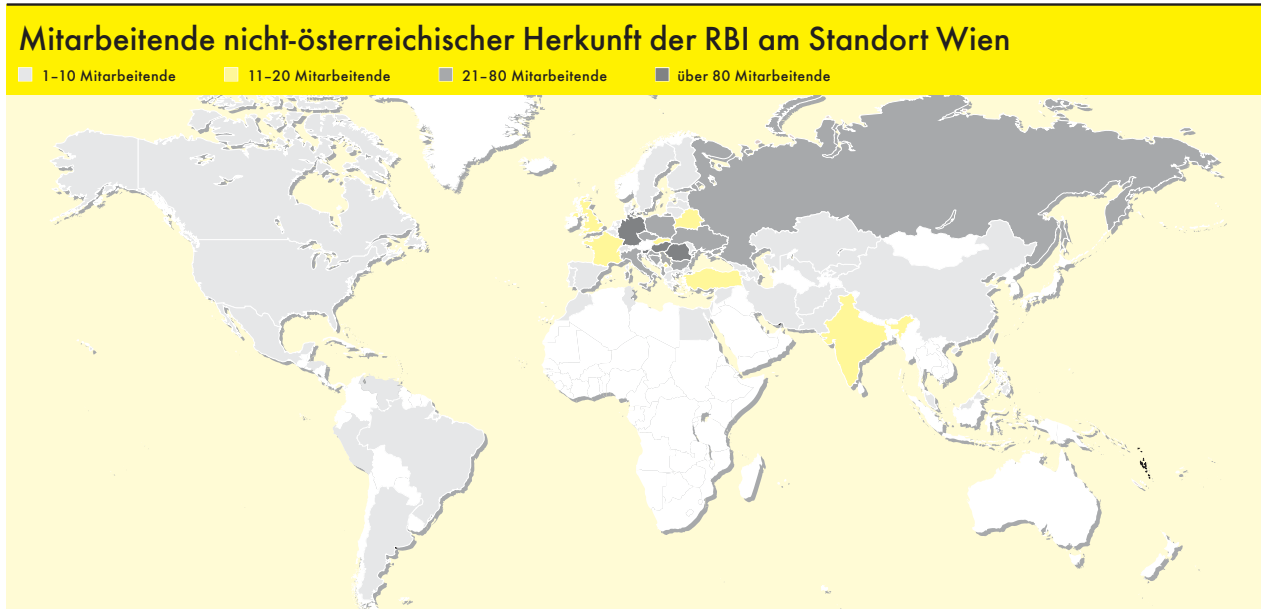 Mitarbeitende nicht-österreichischer Herkunft der RBI am Standort Wien
1–10 Mitarbeitende 11–20 Mitarbeitende 21–80 Mitarbeitende über 80 Mitarbeitende